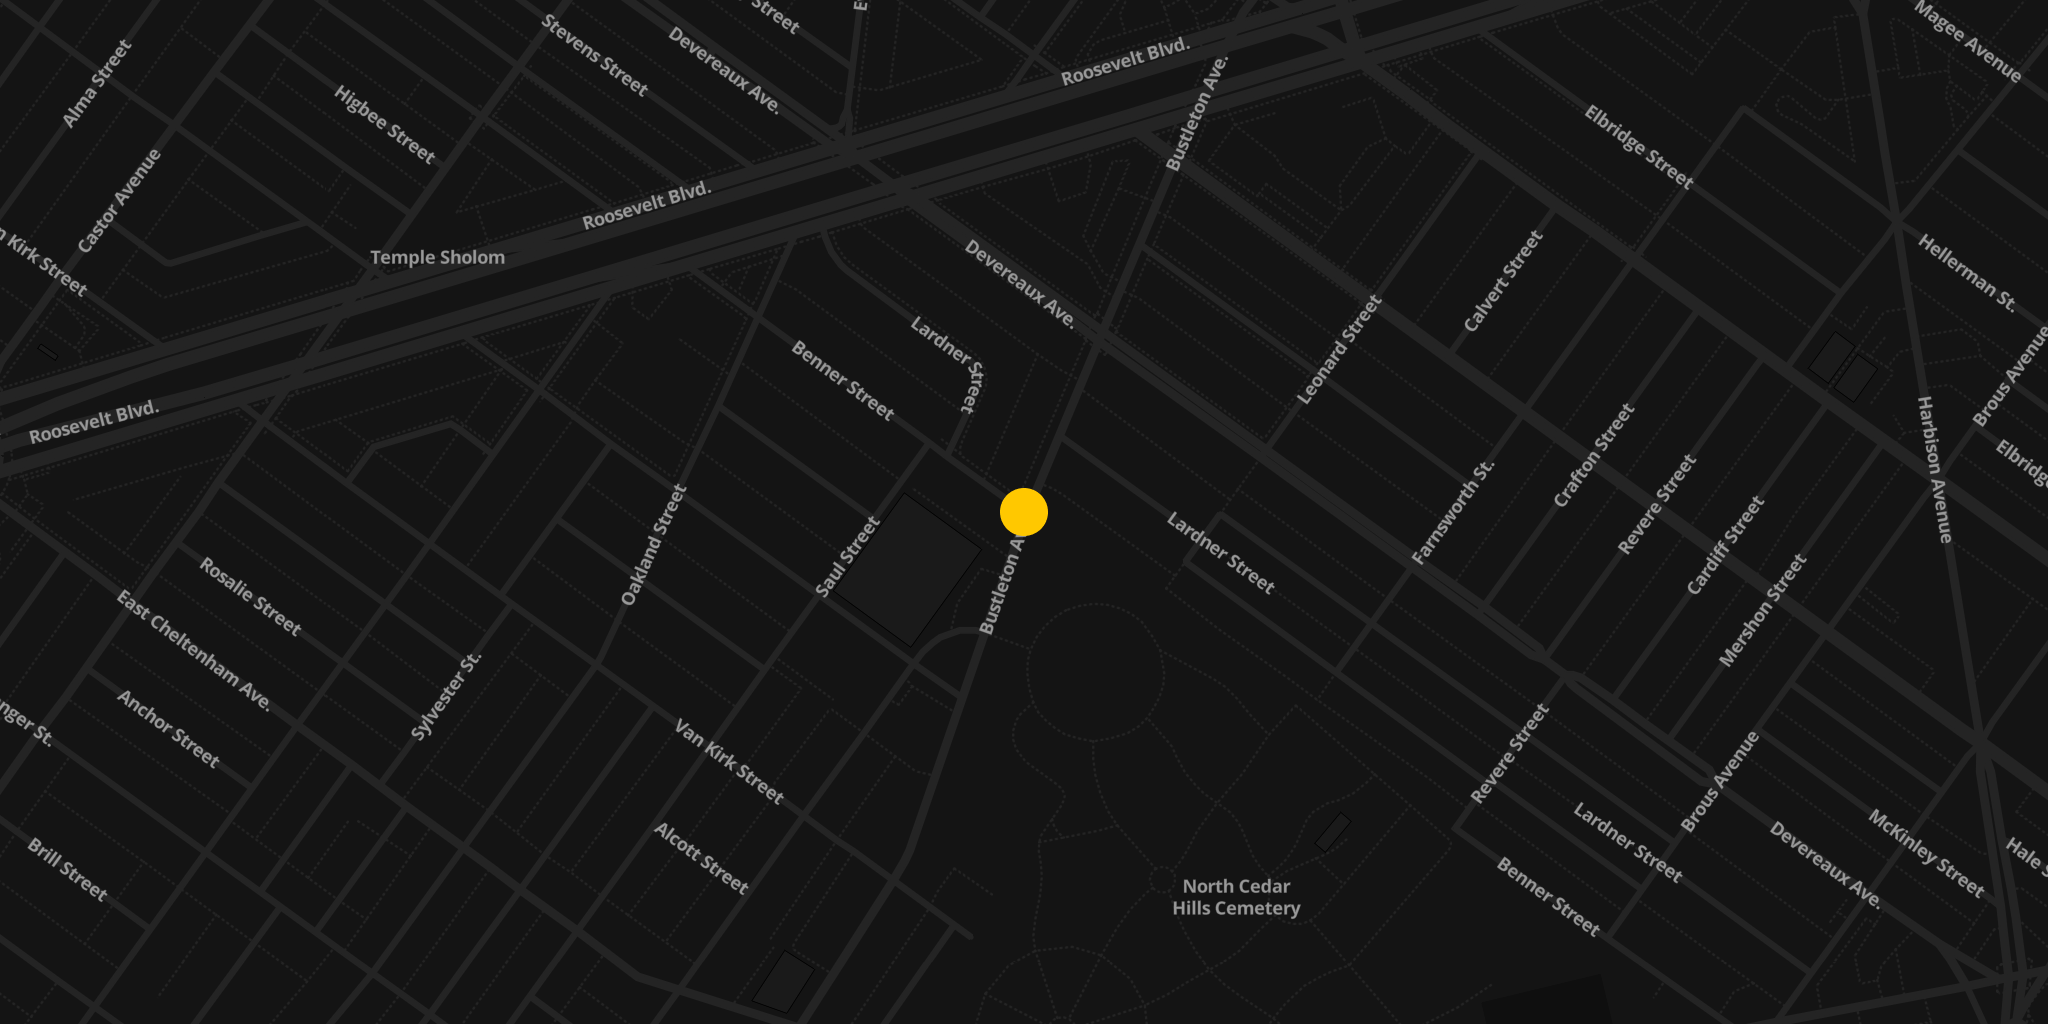 Magee Avenue
Stevens Street
Devereaux Ave.
Street
Roosevelt Blvd.
Alma Street
Higbee Street
Bustleton Ave.
Elbridge Street
Castor Avenue
Roosevelt Blvd.
n Kirk Street
Temple Sholom
Devereaux Ave.
Calvert Street
Hellerman St.
Lardner Street
Leonard Street
Benner Street
Brous Avenue
Roosevelt Blvd.
Crafton Street
Harbison Avenue
Revere Street
Farnsworth St.
Elbridg
Oakland Street
Saul Street
Lardner Street
Cardiff Street
Bustleton A
Mershon Street
Rosalie Street
East Cheltenham Ave.
Sylvester St.
Anchor Street
nger St.
Van Kirk Street
Revere Street
Brous Avenue
Lardner Street
Devereaux Ave.
McKinley Street
Hale S
Brill Street
Alcott Street
North Cedar
Hills Cemetery
Benner Street